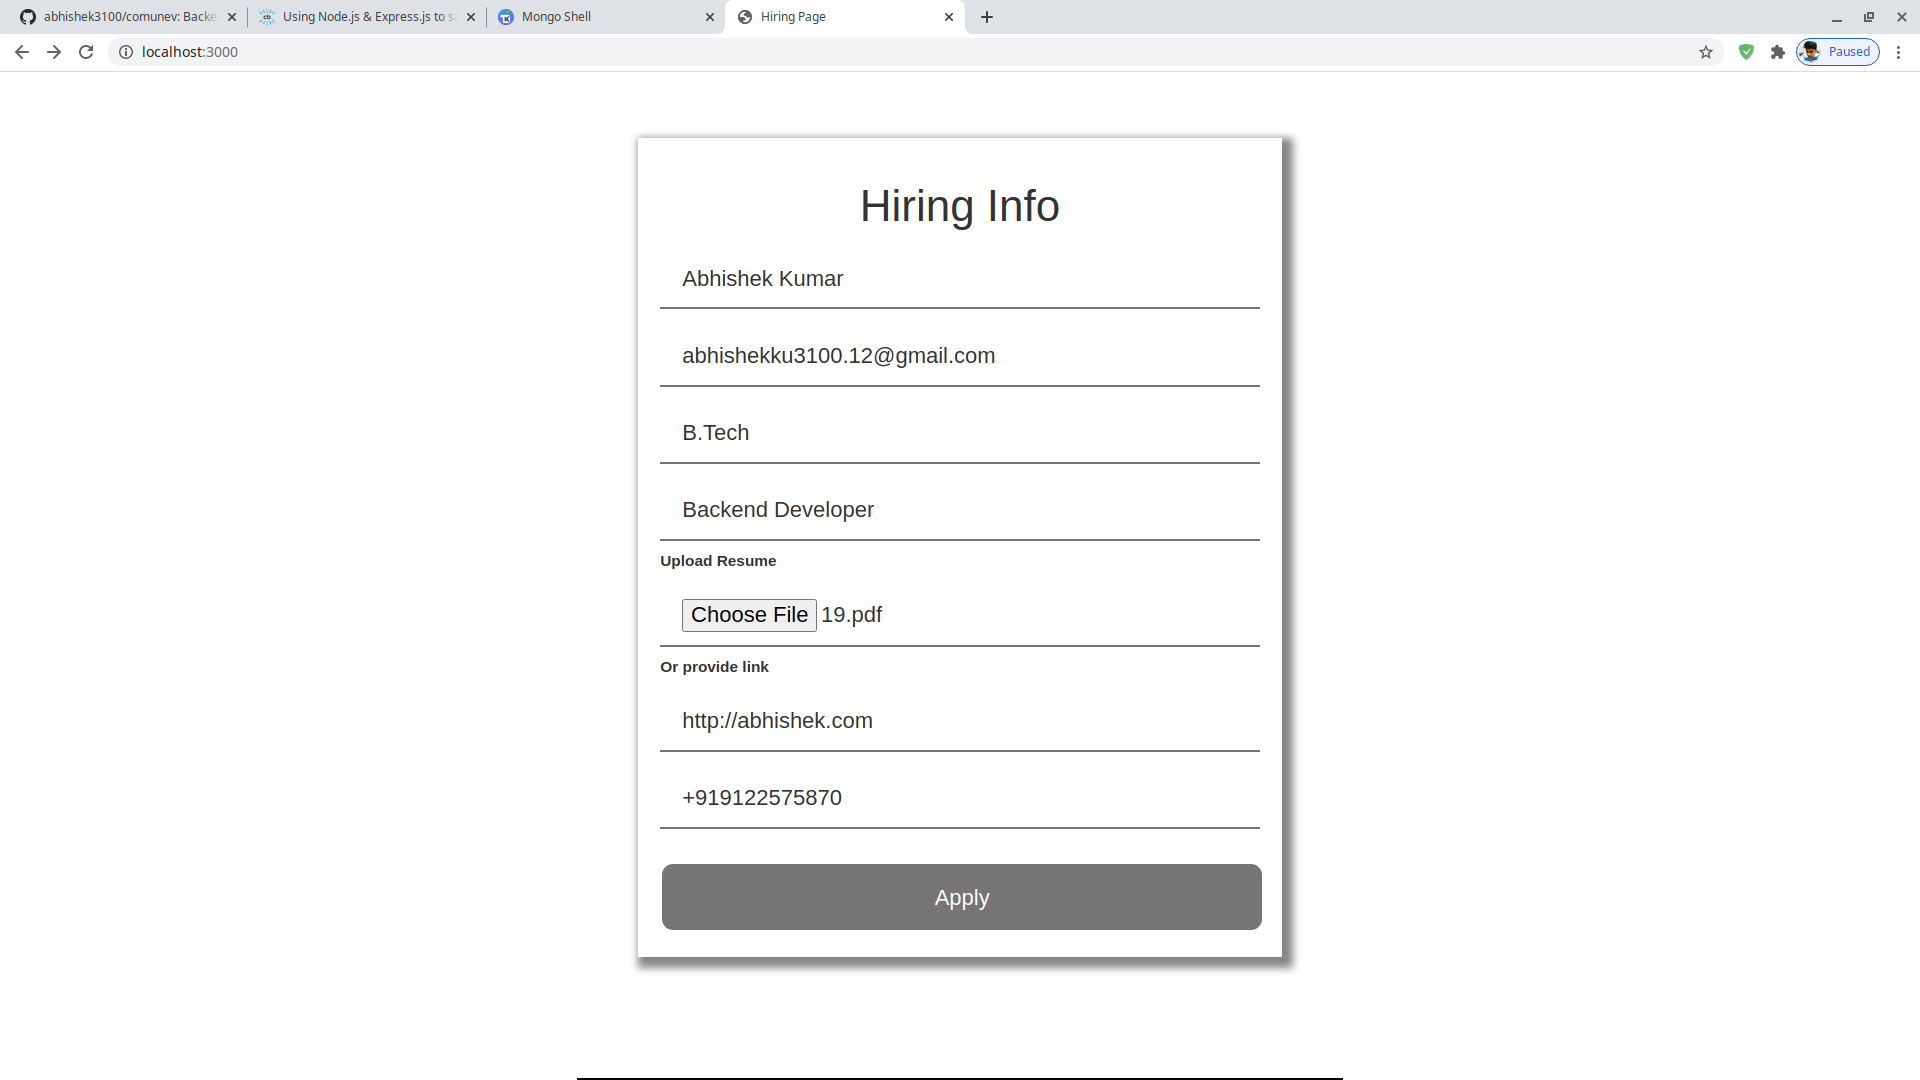 abhishek3100/comunev: Backe
Using Node.js & Express.js to sa
Mongo Shell
Hiring Page
localhost:3000
Paused
Hiring Info
Abhishek Kumar
abhishekku3100.12@gmail.com
B.Tech
Backend Developer
Upload Resume
Choose File 19.pdf
Or provide link
http://abhishek.com
+919122575870
Apply